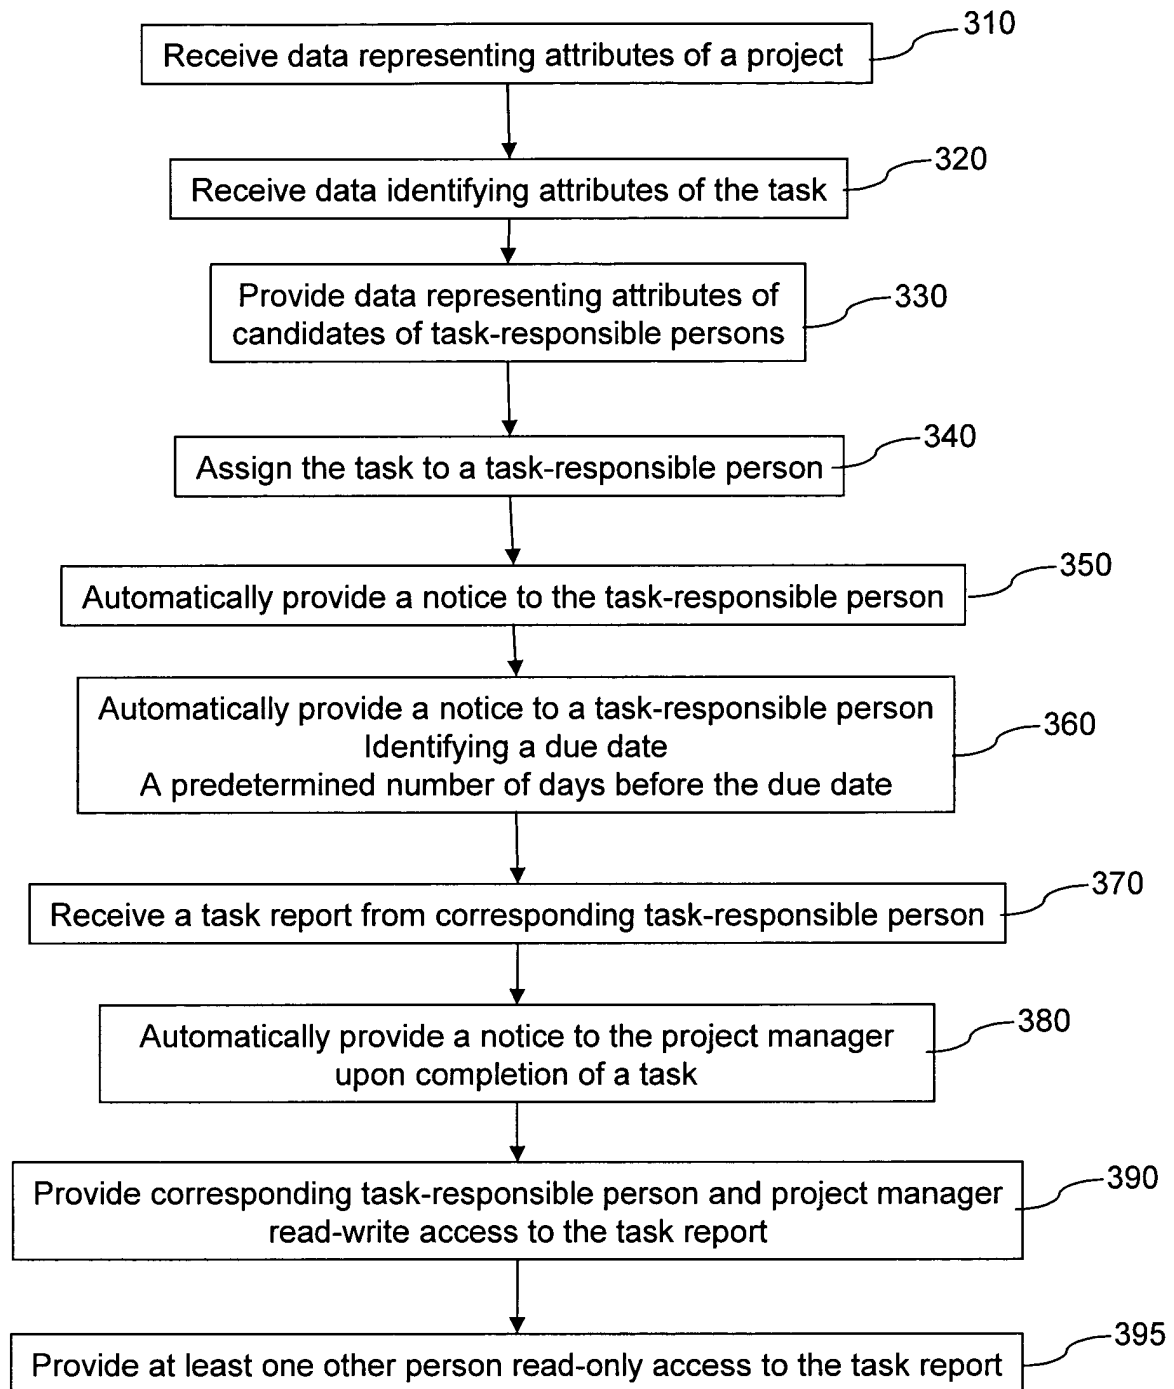 310
Receive data representing attributes of a project
320
Receive data identifying attributes of the task
330
Provide data representing attributes of
candidates of task-responsible persons
340
Assign the task to a task-responsible person
350
Automatically provide a notice to the task-responsible person
360
Automatically provide a notice to a task-responsible person
Identifying a due date
A predetermined number of days before the due date
370
Receive a task report from corresponding task-responsible person
380
Automatically provide a notice to the project manager
upon completion of a task
390
Provide corresponding task-responsible person and project manager
read-write access to the task report
395
Provide at least one other person read-only access to the task report